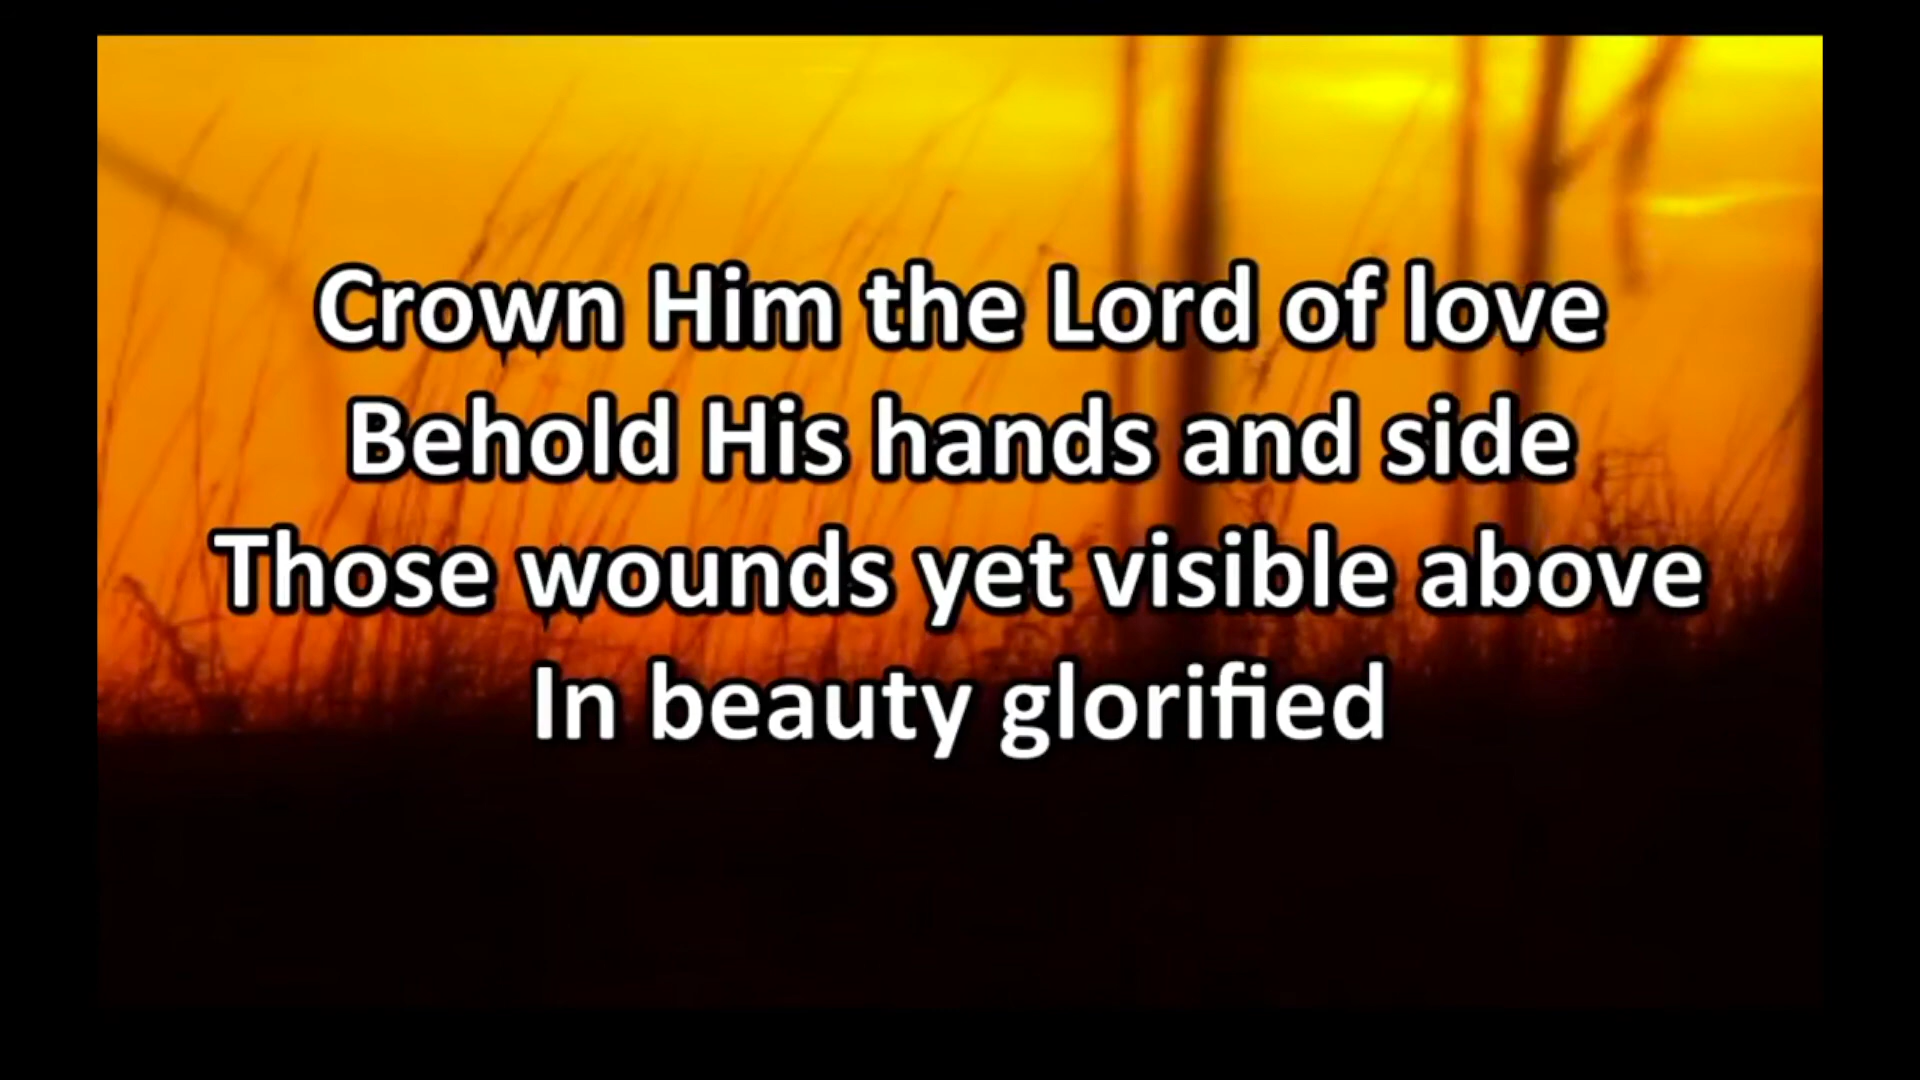 Crown Him the Lord of love
Behold His hands and side
Those wounds yet visible above
In beauty glorified